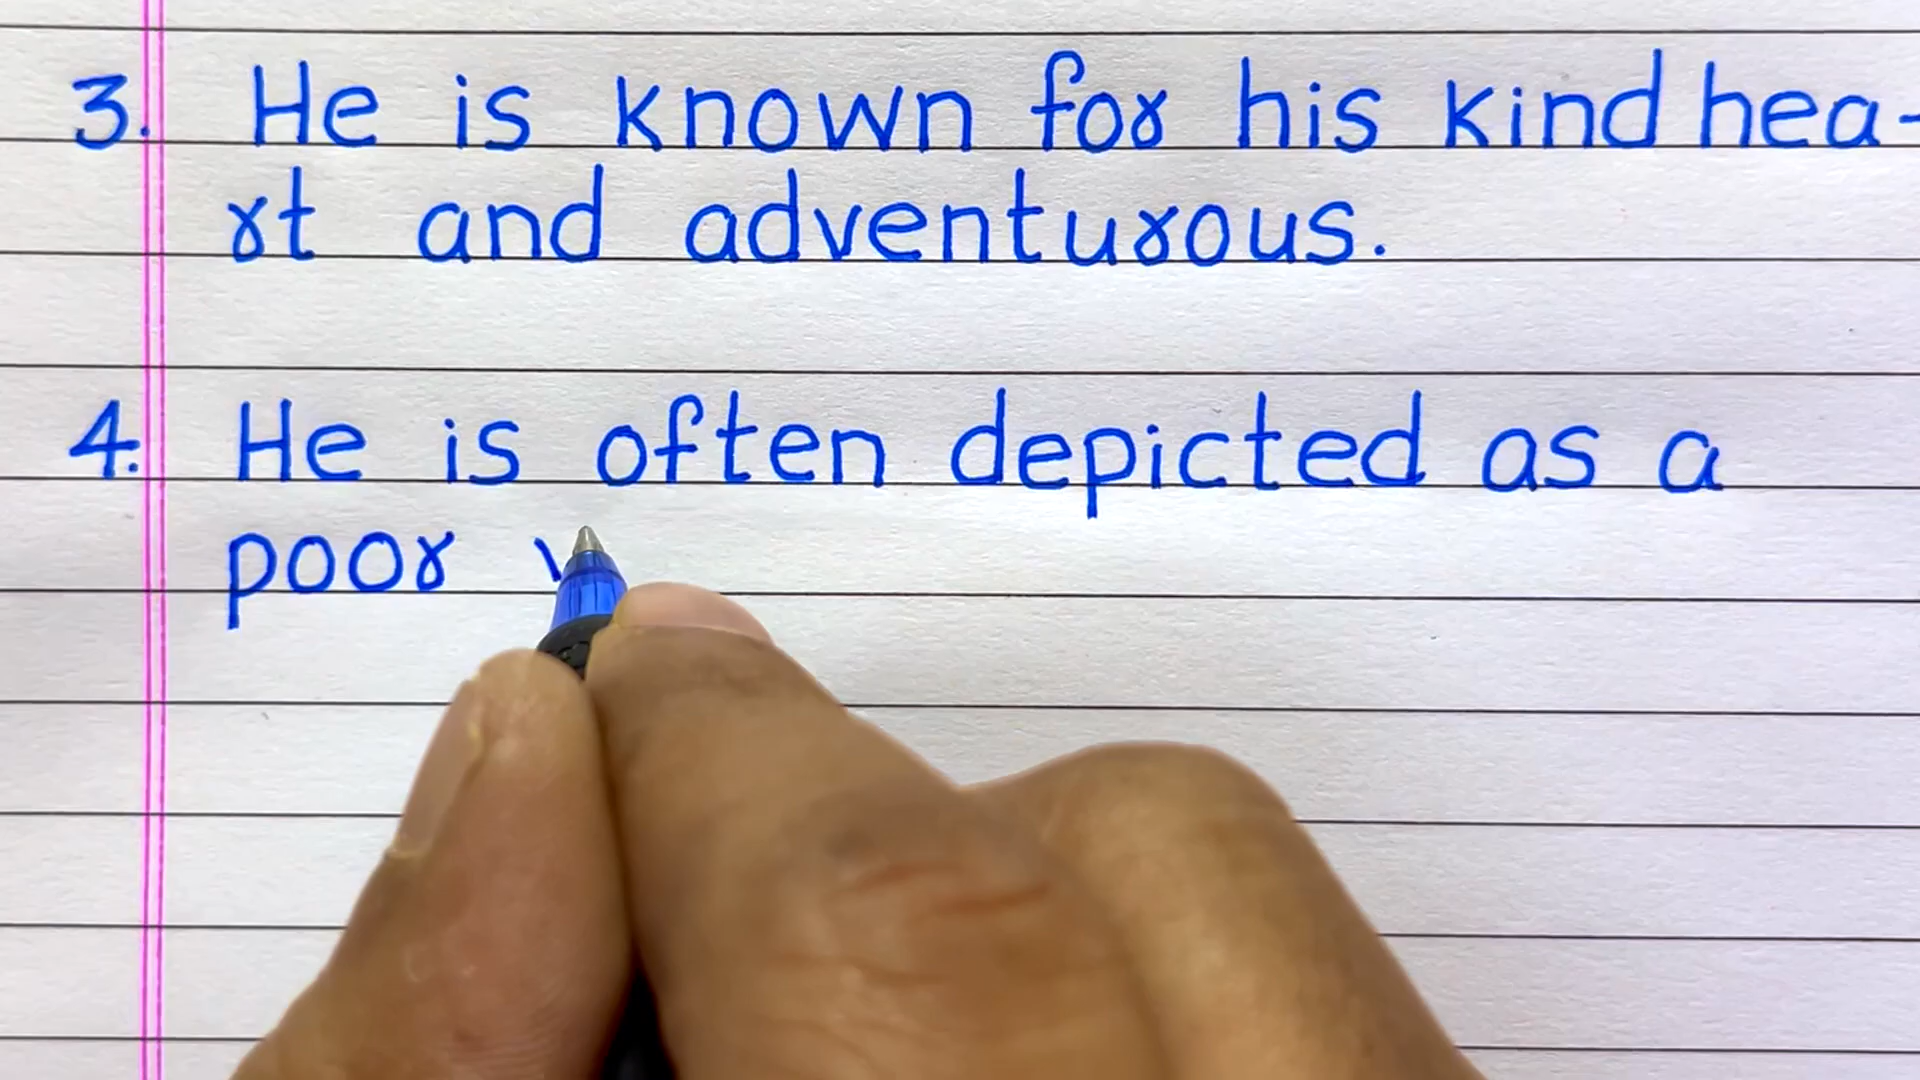 3. He is known for his kind hea-
rt and adventurous.
4. He is often depicted as a
poor